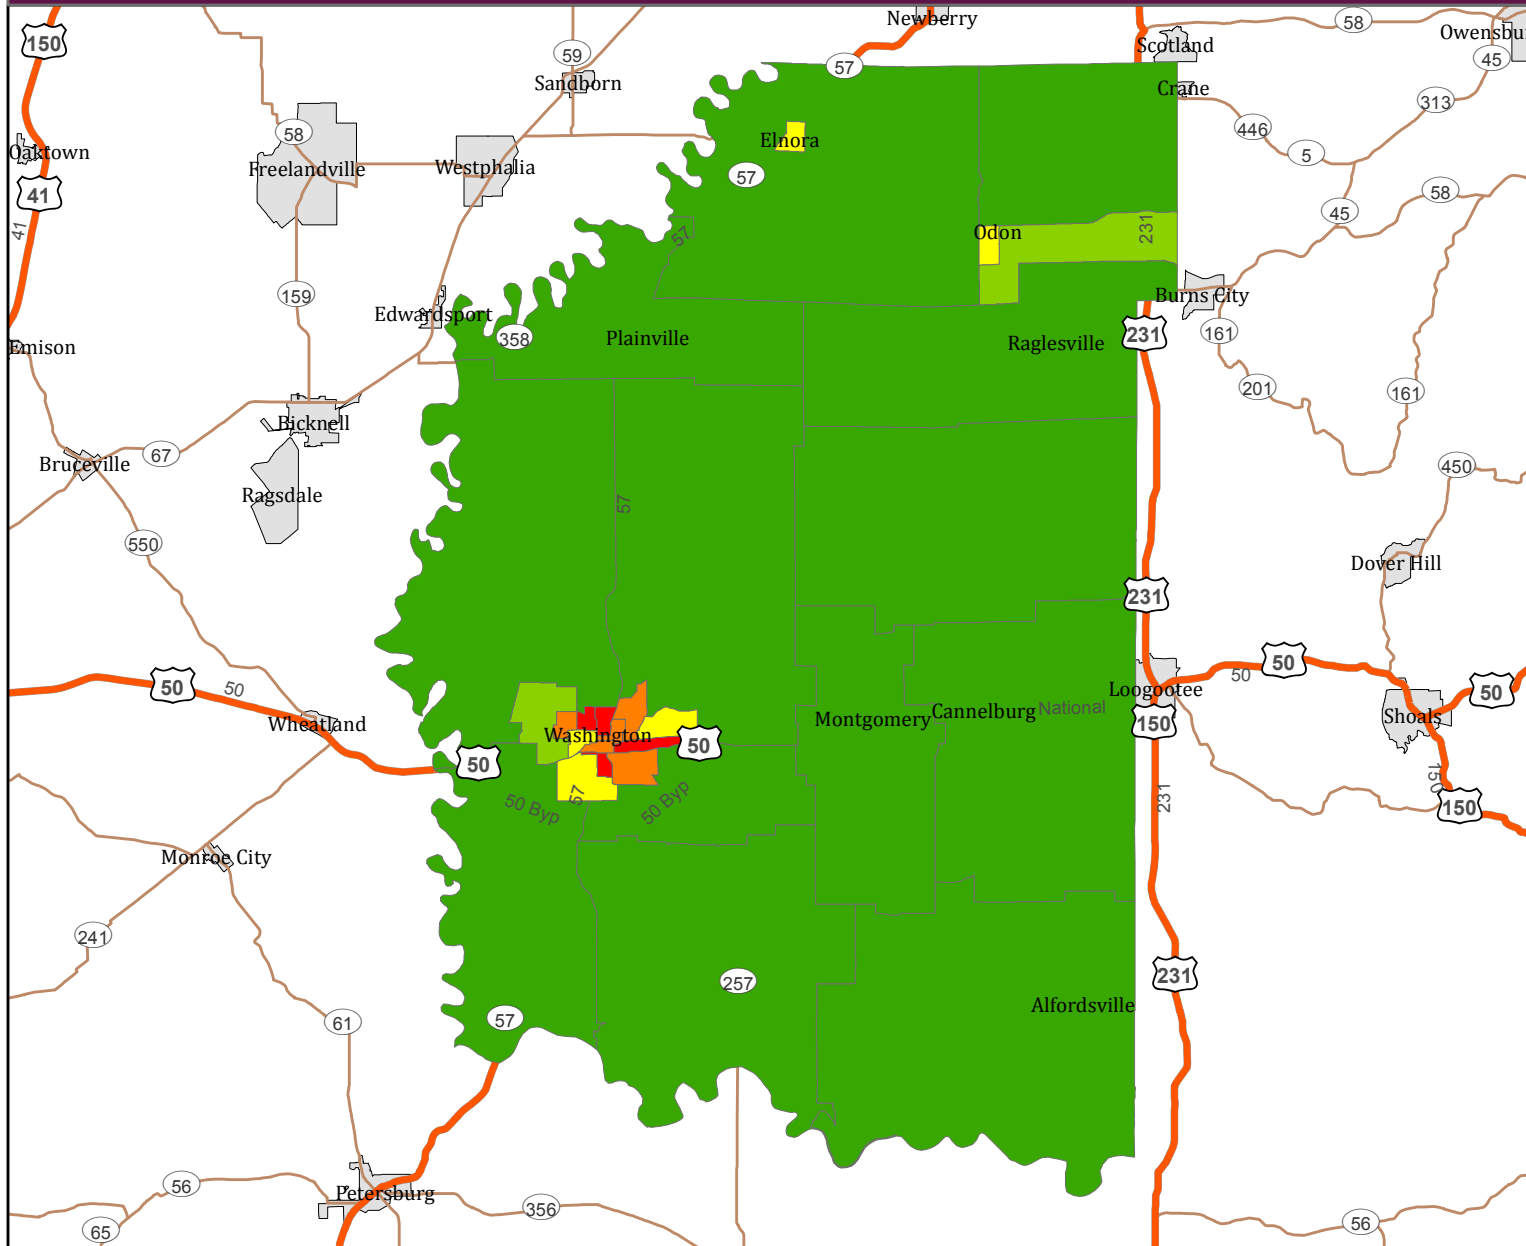 Newberry
58
Owensbu
150
Scotland
59
45
57
Sandborn
Crane
313
58
Elnora
446
Oaktown
Freelandville
Westphalia
5
57
41
58
45
41
57
Odon
231
159
Edwardsport
Burns City
358
Plainville
Raglesville
231
161
Emison
201
161
Bicknell
67
Bruceville
450
Ragsdale
57
550
Dover Hill
231
50
50
50
50
50
Loogootee
Wheatland
Montgomery
Cannelburg
National
150
Shoals
Washington
50
50
57
50 Byp
50 Byp
231
150
150
Monroe City
241
231
257
Alfordsville
57
61
56
Petersburg
356
65
56